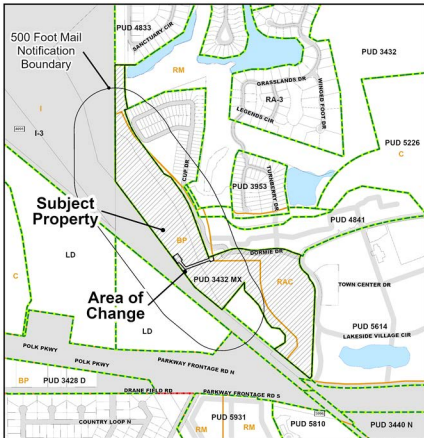 PUD 4833
SANCTUARY CIR
500 Foot Mail
Notification
Boundary
RM
PUD 3432
GRASSLANDS DR
WINGED FOOT DR
RA-3
LEGENDS CIR
I
I-3
PUD 5226
C
CUP DR
PUD 3953
TURNBERRY DR
Subject
Property
PUD 4841
BP
DORMIE DR
LD
PUD 3432 MX
RAC
TOWN CENTER DR
Area of
Change
C
PUD 5614
LAKESIDE VILLAGE CIR
LD
POLK PKWY
PARKWAY FRONTAGE RD N
POLK PKWY
BP
PUD 3428 D
DRANE FIELD RD
PARKWAY FRONTAGE RD S
COUNTRY LOOP N
PUD 5931
RM
RM
PUD 5810
PUD 3440 N